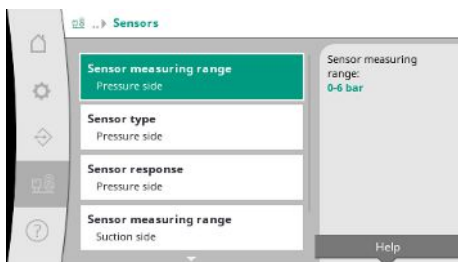 ..▸ Sensors
Sensor measuring range
Pressure side
Sensor type
Pressure side
Sensor response
Pressure side
Sensor measuring range
Suction side
Sensor measuring
range:
0-6 bar
Help